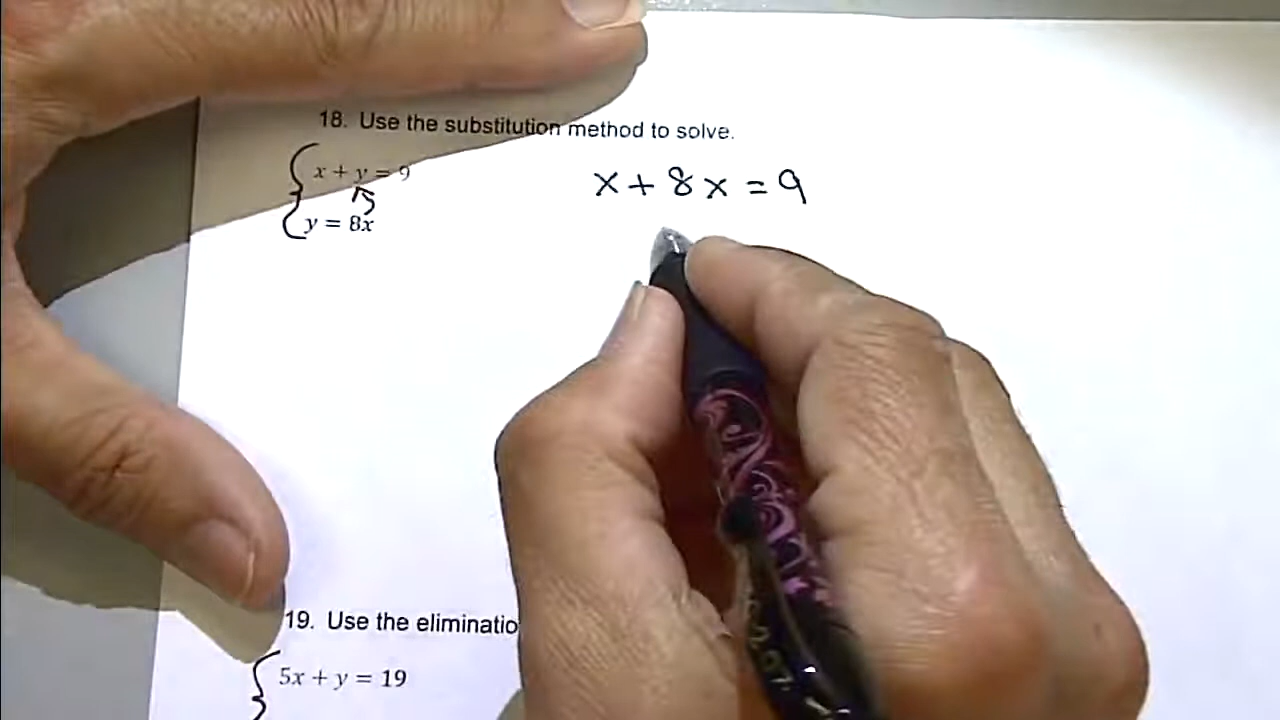 18. Use the substitution method to solve.
x + y = 9
y = 8x
x + 8x = 9
19. Use the eliminatio
5x + y = 19